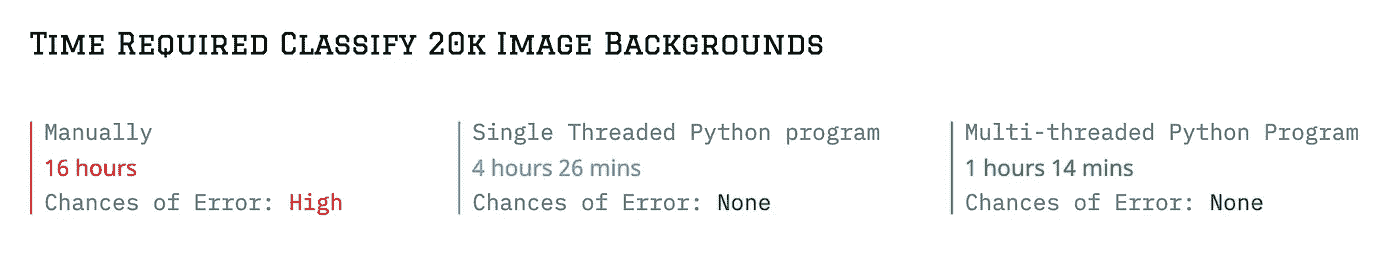 Time Required Classify 20k Image Backgrounds
Manually
16 hours
Chances of Error: High
Single Threaded Python program
4 hours 26 mins
Chances of Error: None
Multi-threaded Python Program
1 hours 14 mins
Chances of Error: None